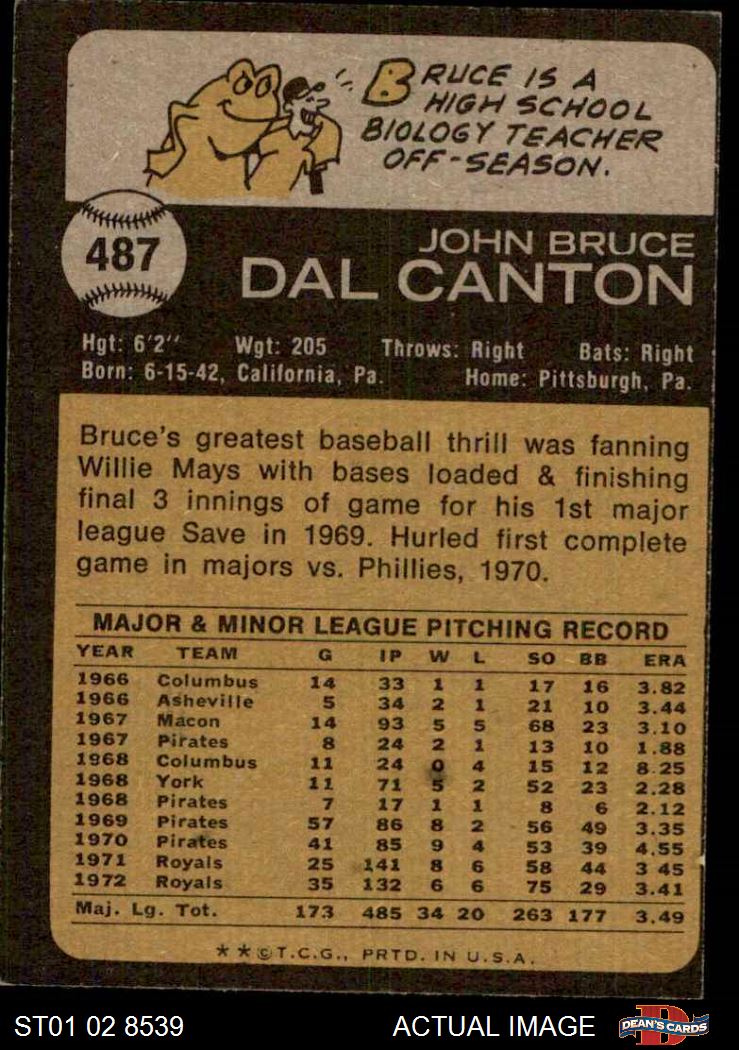 BRUCE IS A
HIGH SCHOOL
BIOLOGY TEACHER
OFF-SEASON.
487
JOHN BRUCE
DAL CANTON
Hgt: 6'2" Wgt: 205 Throws: Right Bats: Right
Born: 6-15-42, California, Pa. Home: Pittsburgh, Pa.
Bruce's greatest baseball thrill was fanning
Willie Mays with bases loaded & finishing
final 3 innings of game for his 1st major
league Save in 1969. Hurled first complete
game in majors vs. Phillies, 1970.
MAJOR & MINOR LEAGUE PITCHING RECORD
YEAR TEAM G IP W L SO BB ERA
1966 Columbus 14 33 1 1 17 16 3.82
1966 Asheville 5 34 2 1 21 10 3.44
1967 Macon 14 93 5 5 68 23 3.10
1967 Pirates 8 24 2 1 13 10 1.88
1968 Columbus 11 24 0 4 15 12 8.25
1968 York 11 71 5 2 52 23 2.28
1968 Pirates 7 17 1 1 8 6 2.12
1969 Pirates 57 86 8 2 56 49 3.35
1970 Pirates 41 85 9 4 53 39 4.55
1971 Royals 25 141 8 6 58 44 3 45
1972 Royals 35 132 6 6 75 29 3.41
Maj. Lg. Tot. 173 485 34 20 263 177 3.49
**©T.C.G., PRTD. IN U.S.A.
ST01 02 8539 ACTUAL IMAGE DEAN'S CARDS